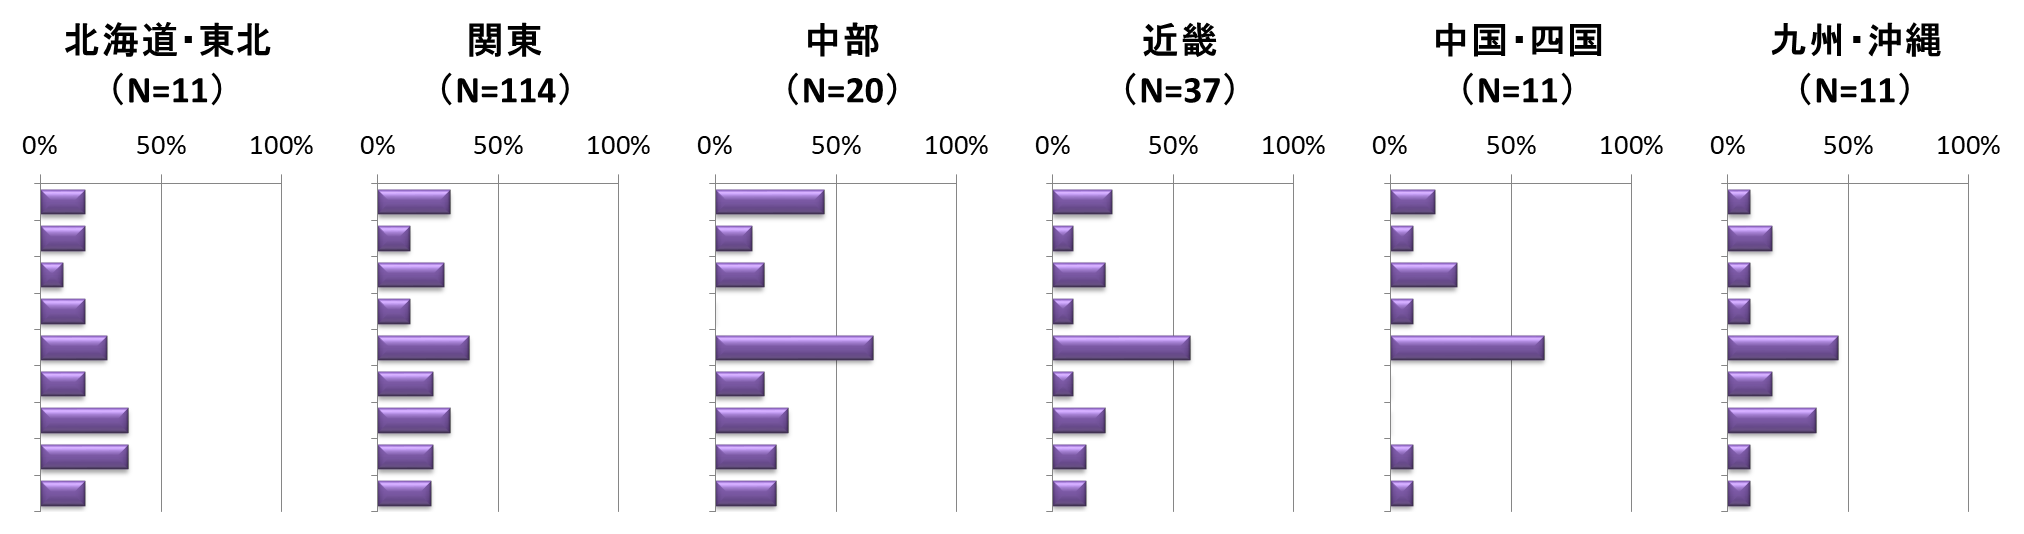 北海道・東北
（N=11）
0% 50% 100%
関東
（N=114）
0% 50% 100%
中部
（N=20）
0% 50% 100%
近畿
（N=37）
0% 50% 100%
中国・四国
（N=11）
0% 50% 100%
九州・沖縄
（N=11）
0% 50% 100%